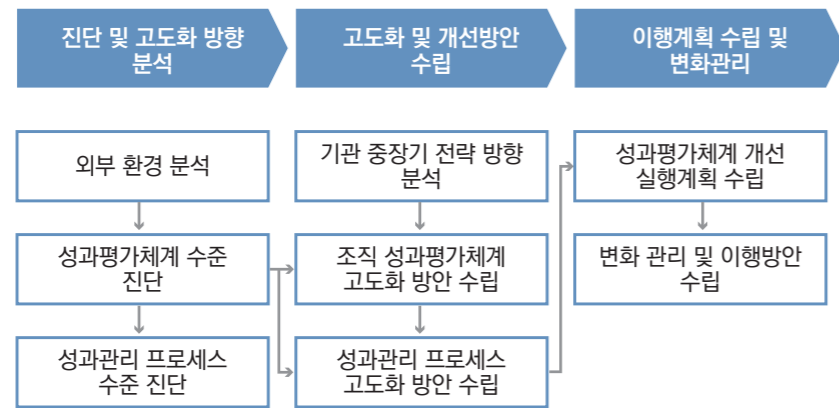 진단 및 고도화 방향
분석
고도화 및 개선방안
수립
이행계획 수립 및
변화관리
외부 환경 분석
성과평가체계 수준
진단
성과관리 프로세스
수준 진단
기관 중장기 전략 방향
분석
조직 성과평가체계
고도화 방안 수립
성과관리 프로세스
고도화 방안 수립
성과평가체계 개선
실행계획 수립
변화 관리 및 이행방안
수립